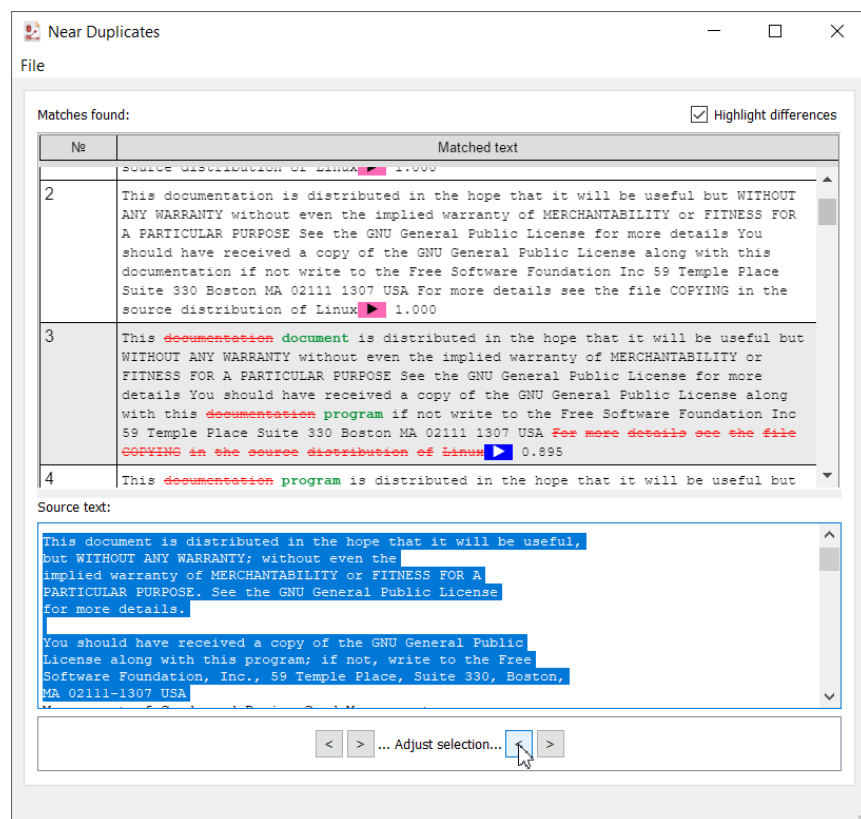 Near Duplicates
File
Matches found:
Highlight differences
№ Matched text
source distribution of Linux 1.000
2 This documentation is distributed in the hope that it will be useful but WITHOUT
ANY WARRANTY without even the implied warranty of MERCHANTABILITY or FITNESS FOR
A PARTICULAR PURPOSE See the GNU General Public License for more details You
should have received a copy of the GNU General Public License along with this
documentation if not write to the Free Software Foundation Inc 59 Temple Place
Suite 330 Boston MA 02111 1307 USA For more details see the file COPYING in the
source distribution of Linux 1.000
3 This documentation document is distributed in the hope that it will be useful but
WITHOUT ANY WARRANTY without even the implied warranty of MERCHANTABILITY or
FITNESS FOR A PARTICULAR PURPOSE See the GNU General Public License for more
details You should have received a copy of the GNU General Public License along
with this documentation program if not write to the Free Software Foundation Inc
59 Temple Place Suite 330 Boston MA 02111 1307 USA For more details see the file
COPYING in the source distribution of Linux 0.895
4 This documentation program is distributed in the hope that it will be useful but
Source text:
This document is distributed in the hope that it will be useful,
but WITHOUT ANY WARRANTY; without even the
implied warranty of MERCHANTABILITY or FITNESS FOR A
PARTICULAR PURPOSE. See the GNU General Public License
for more details.
You should have received a copy of the GNU General Public
License along with this program; if not, write to the Free
Software Foundation, Inc., 59 Temple Place, Suite 330, Boston,
MA 02111-1307 USA
< > ... Adjust selection... < >